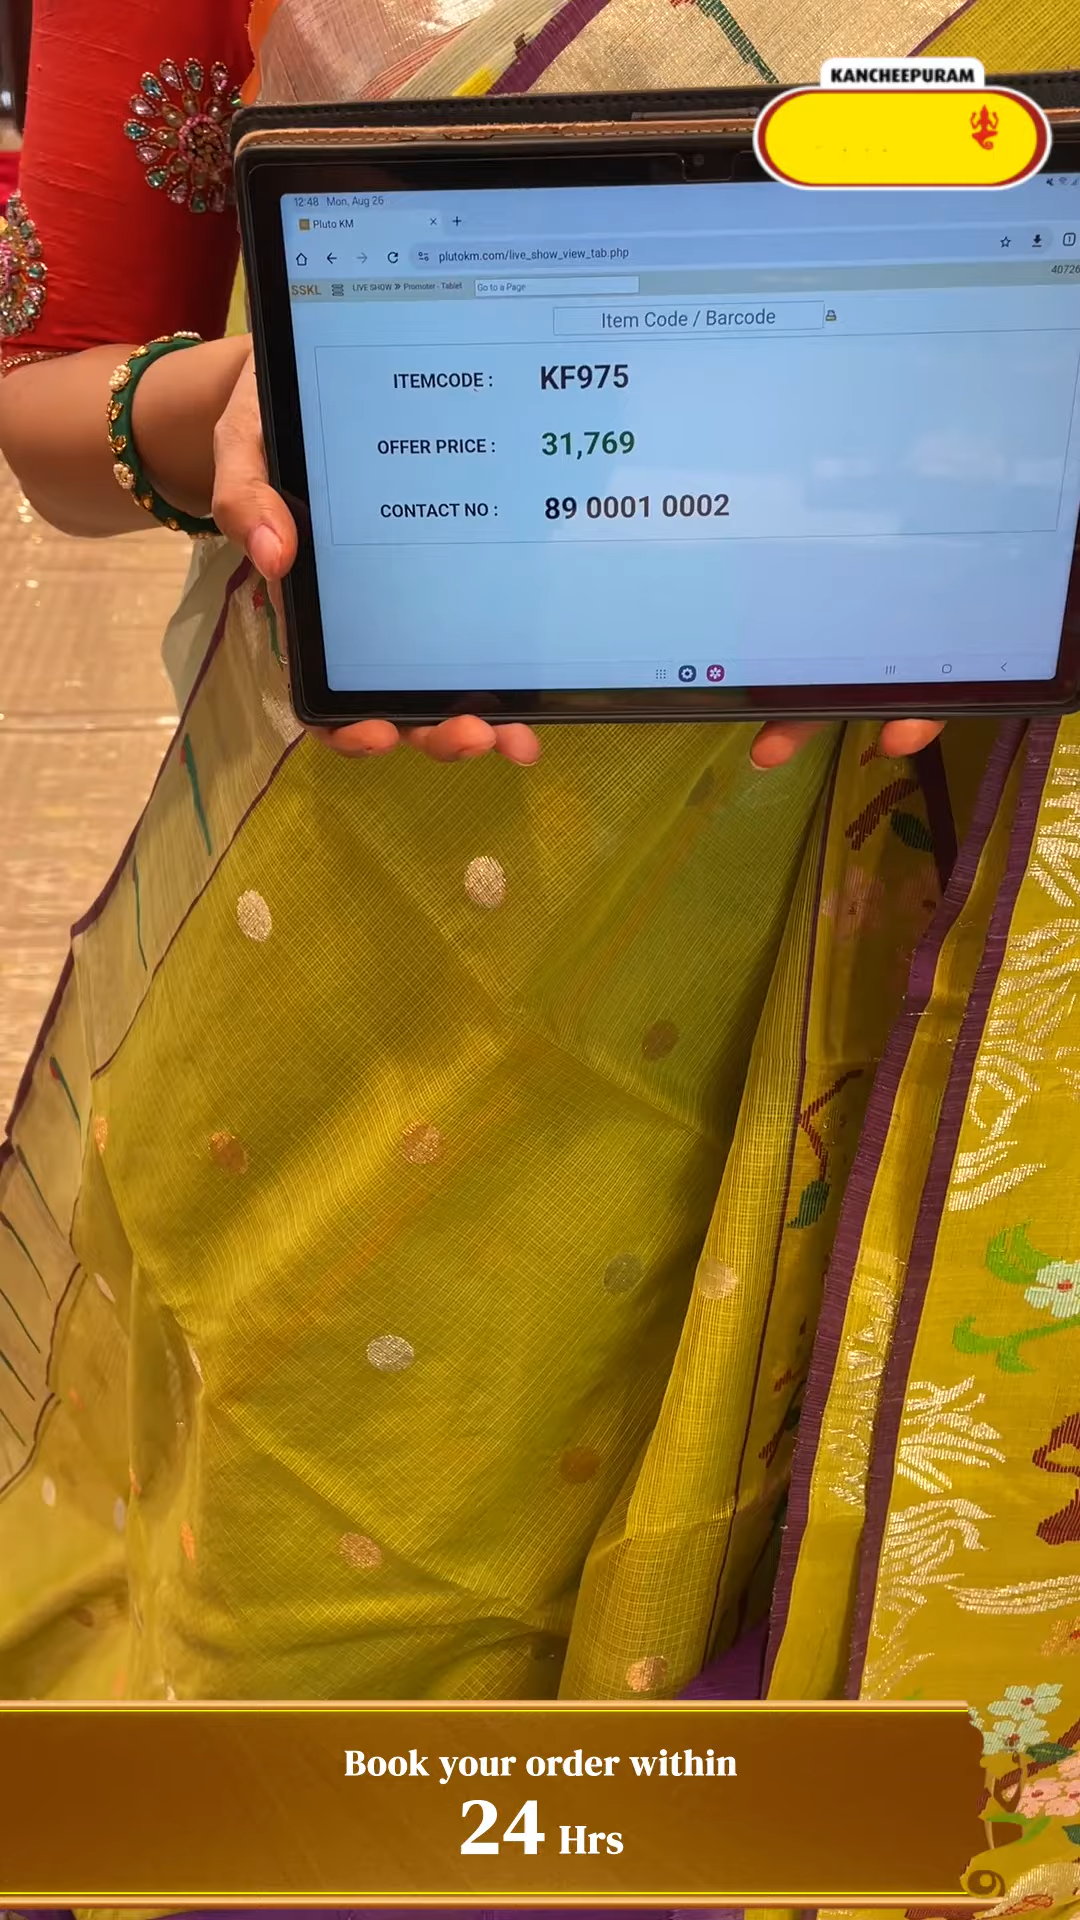 KANCHEEPURAM
12:48 Mon, Aug 26
Pluto KM
plutokm.com/live_show_view_tab.php
40726
SSKL
LIVE SHOW >> Promoter - Tablet
Go to a Page
Item Code / Barcode
ITEMCODE : KF975
OFFER PRICE : 31,769
CONTACT NO : 89 0001 0002
Book your order within
24 Hrs